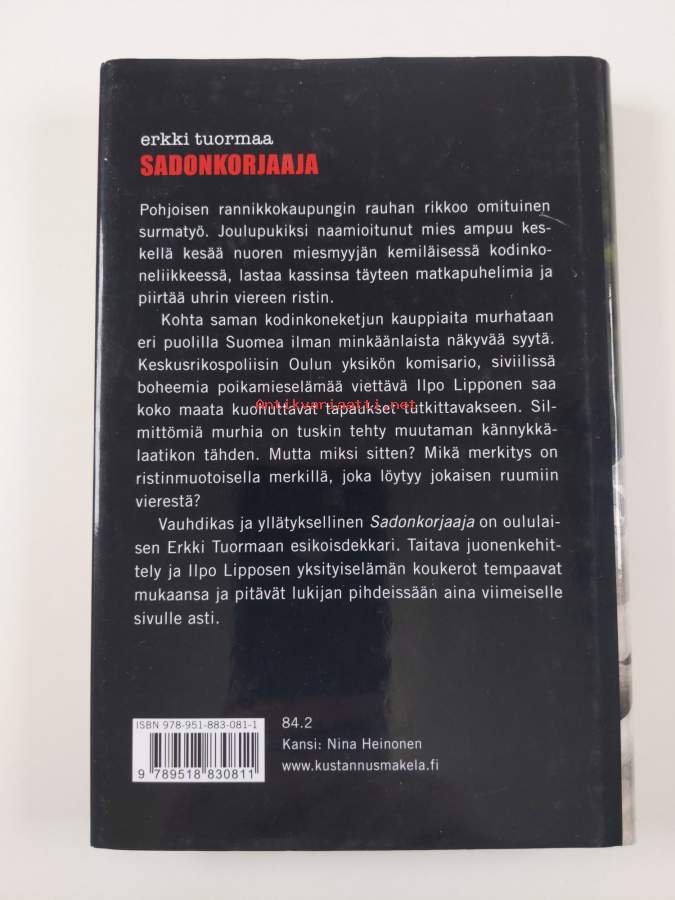 erkki tuormaa
SADONKORJAAJA
Pohjoisen rannikkokaupungin rauhan rikkoo omituinen
surmatyö. Joulupukiksi naamioitunut mies ampuu kes-
kellä kesää nuoren miesmyyjän kemiläisessä kodinko-
neliikkeessä, lastaa kassinsa täyteen matkapuhelimia ja
piirtää uhrin viereen ristin.
Kohta saman kodinkoneketjun kauppiaita murhataan
eri puolilla Suomea ilman minkäänlaista näkyvää syytä.
Keskusrikospoliisin Oulun yksikön komisario, siviilissä
boheemia poikamieselämää viettävä Ilpo Lipponen saa
Antikvariaatti.net
koko maata kuohuttavat tapaukset tutkittavakseen. Sil-
mittömiä murhia on tuskin tehty muutaman kännykkä-
laatikon tähden. Mutta miksi sitten? Mikä merkitys on
ristinmuotoisella merkillä, joka löytyy jokaisen ruumiin
vierestä?
Vauhdikas ja yllätyksellinen Sadonkorjaaja on oululai-
sen Erkki Tuormaan esikoisdekkari. Taitava juonenkehit-
tely ja Ilpo Lipposen yksityiselämän koukerot tempaavat
mukaansa ja pitävät lukijan pihdeissään aina viimeiselle
sivulle asti.
ISBN 978-951-883-081-1
9 789518 830811
84.2
Kansi: Nina Heinonen
www.kustannusmakela.fi